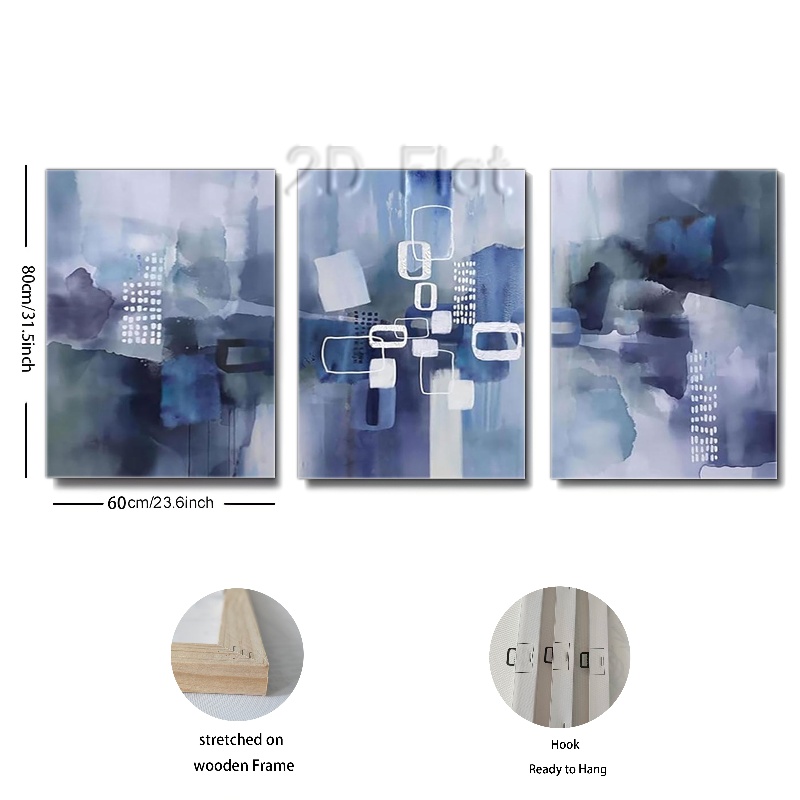 2D Flat
80cm/31.5inch
60cm/23.6inch
stretched on
wooden Frame
Hook
Ready to Hang